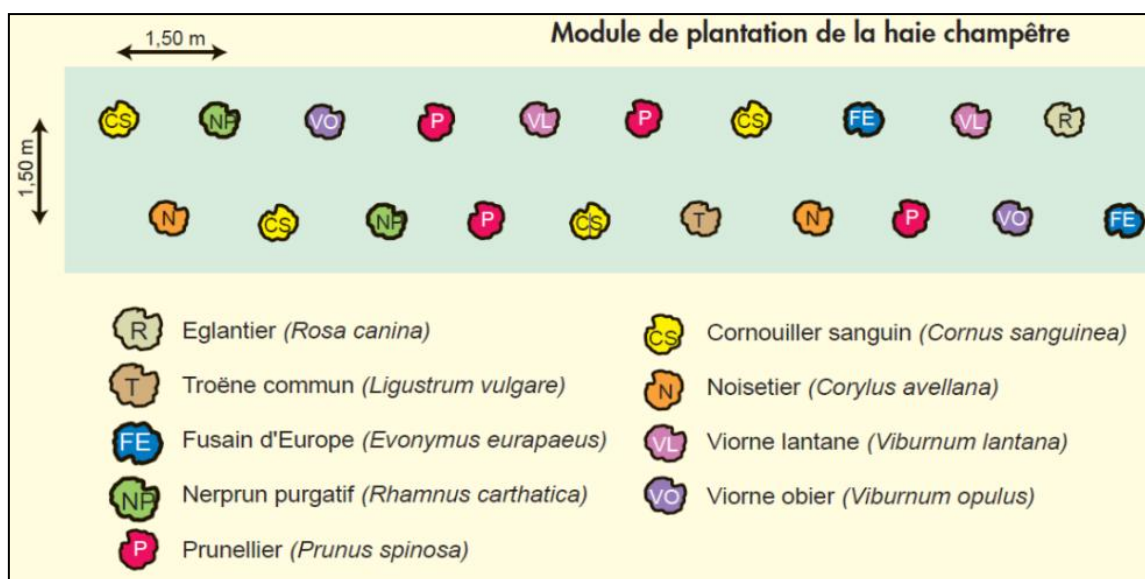 1,50 m
Module de plantation de la haie champêtre
1,50 m
CS NP VO P VL P CS FE VL R
N CS NP P CS T N P VO FE
R Eglantier (Rosa canina)
T Troëne commun (Ligustrum vulgare)
FE Fusain d'Europe (Evonymus eurapaeus)
NP Nerprun purgatif (Rhamnus carthatica)
P Prunellier (Prunus spinosa)
CS Cornouiller sanguin (Cornus sanguinea)
N Noisetier (Corylus avellana)
VL Viorne lantane (Viburnum lantana)
VO Viorne obier (Viburnum opulus)